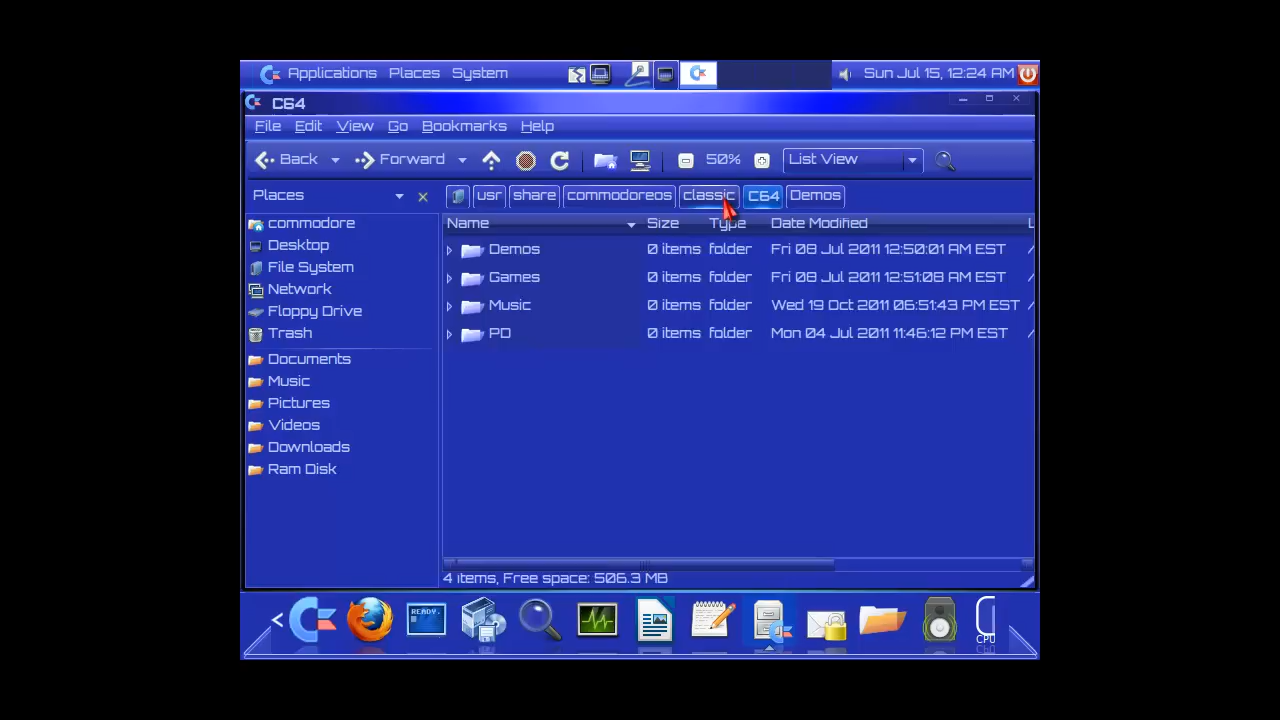 Applications Places System Sun Jul 15, 12:24 AM
C64
File Edit View Go Bookmarks Help
Back Forward 50% List View
Places usr share commodoreos classic C64 Demos
Name Size Type Date Modified L
commodore
Desktop
File System
Network
Floppy Drive
Trash
Documents
Music
Pictures
Videos
Downloads
Ram Disk
Demos 0 items folder Fri 08 Jul 2011 12:50:01 AM EST /
Games 0 items folder Fri 08 Jul 2011 12:51:08 AM EST /
Music 0 items folder Wed 19 Oct 2011 06:51:43 PM EST /
PD 0 items folder Mon 04 Jul 2011 11:46:12 PM EST /
4 items, Free space: 506.3 MB
<
READY.
CPU